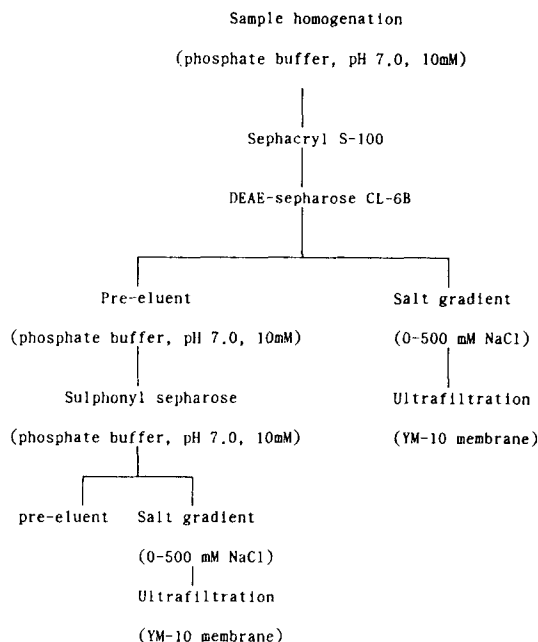 Sample homogenation
(phosphate buffer, pH 7.0, 10mM)
Sephacryl S-100
DEAE-sepharose CL-6B
Pre-eluent
(phosphate buffer, pH 7.0, 10mM)
Salt gradient
(0-500 mM NaCl)
Sulphonyl sepharose
(phosphate buffer, pH 7.0, 10mM)
Ultrafiltration
(YM-10 membrane)
pre-eluent
Salt gradient
(0-500 mM NaCl)
Ultrafiltration
(YM-10 membrane)